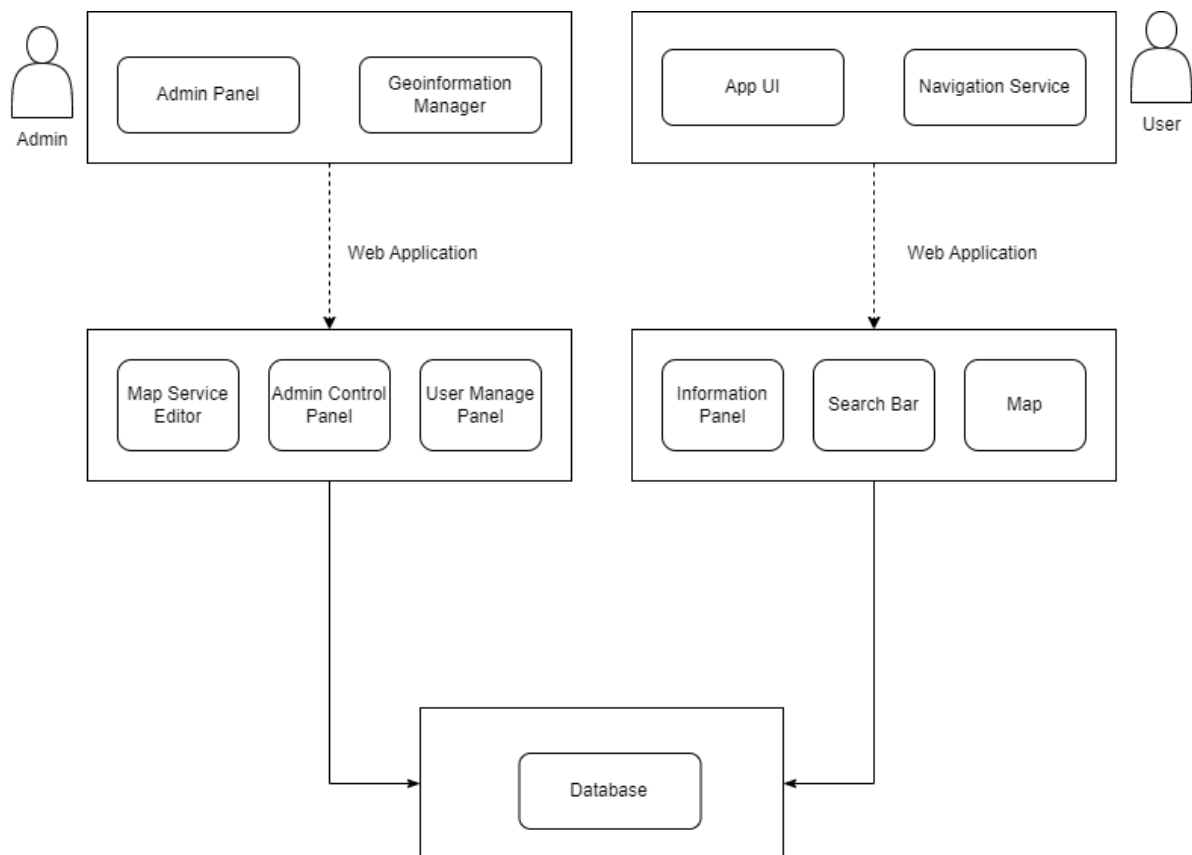 Admin
Admin Panel
Geoinformation
Manager
App UI
Navigation Service
User
Web Application
Web Application
Map Service
Editor
Admin Control
Panel
User Manage
Panel
Information
Panel
Search Bar
Map
Database